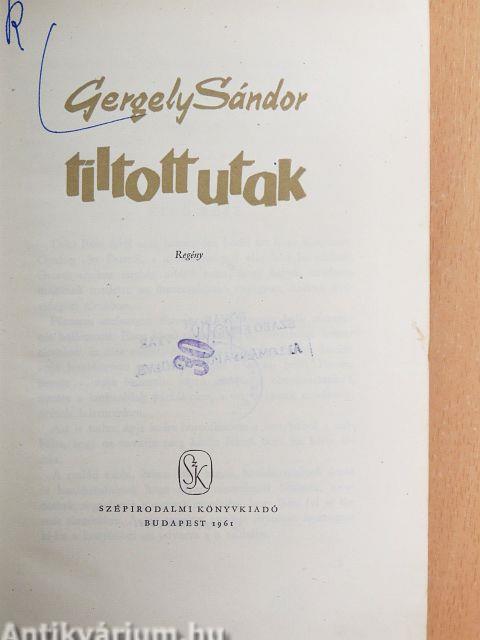 R
Gergely Sándor
tiltott utak
Regény
SZK
SZÉPIRODALMI KÖNYVKIADÓ
BUDAPEST 1961
Antikvárium.hu